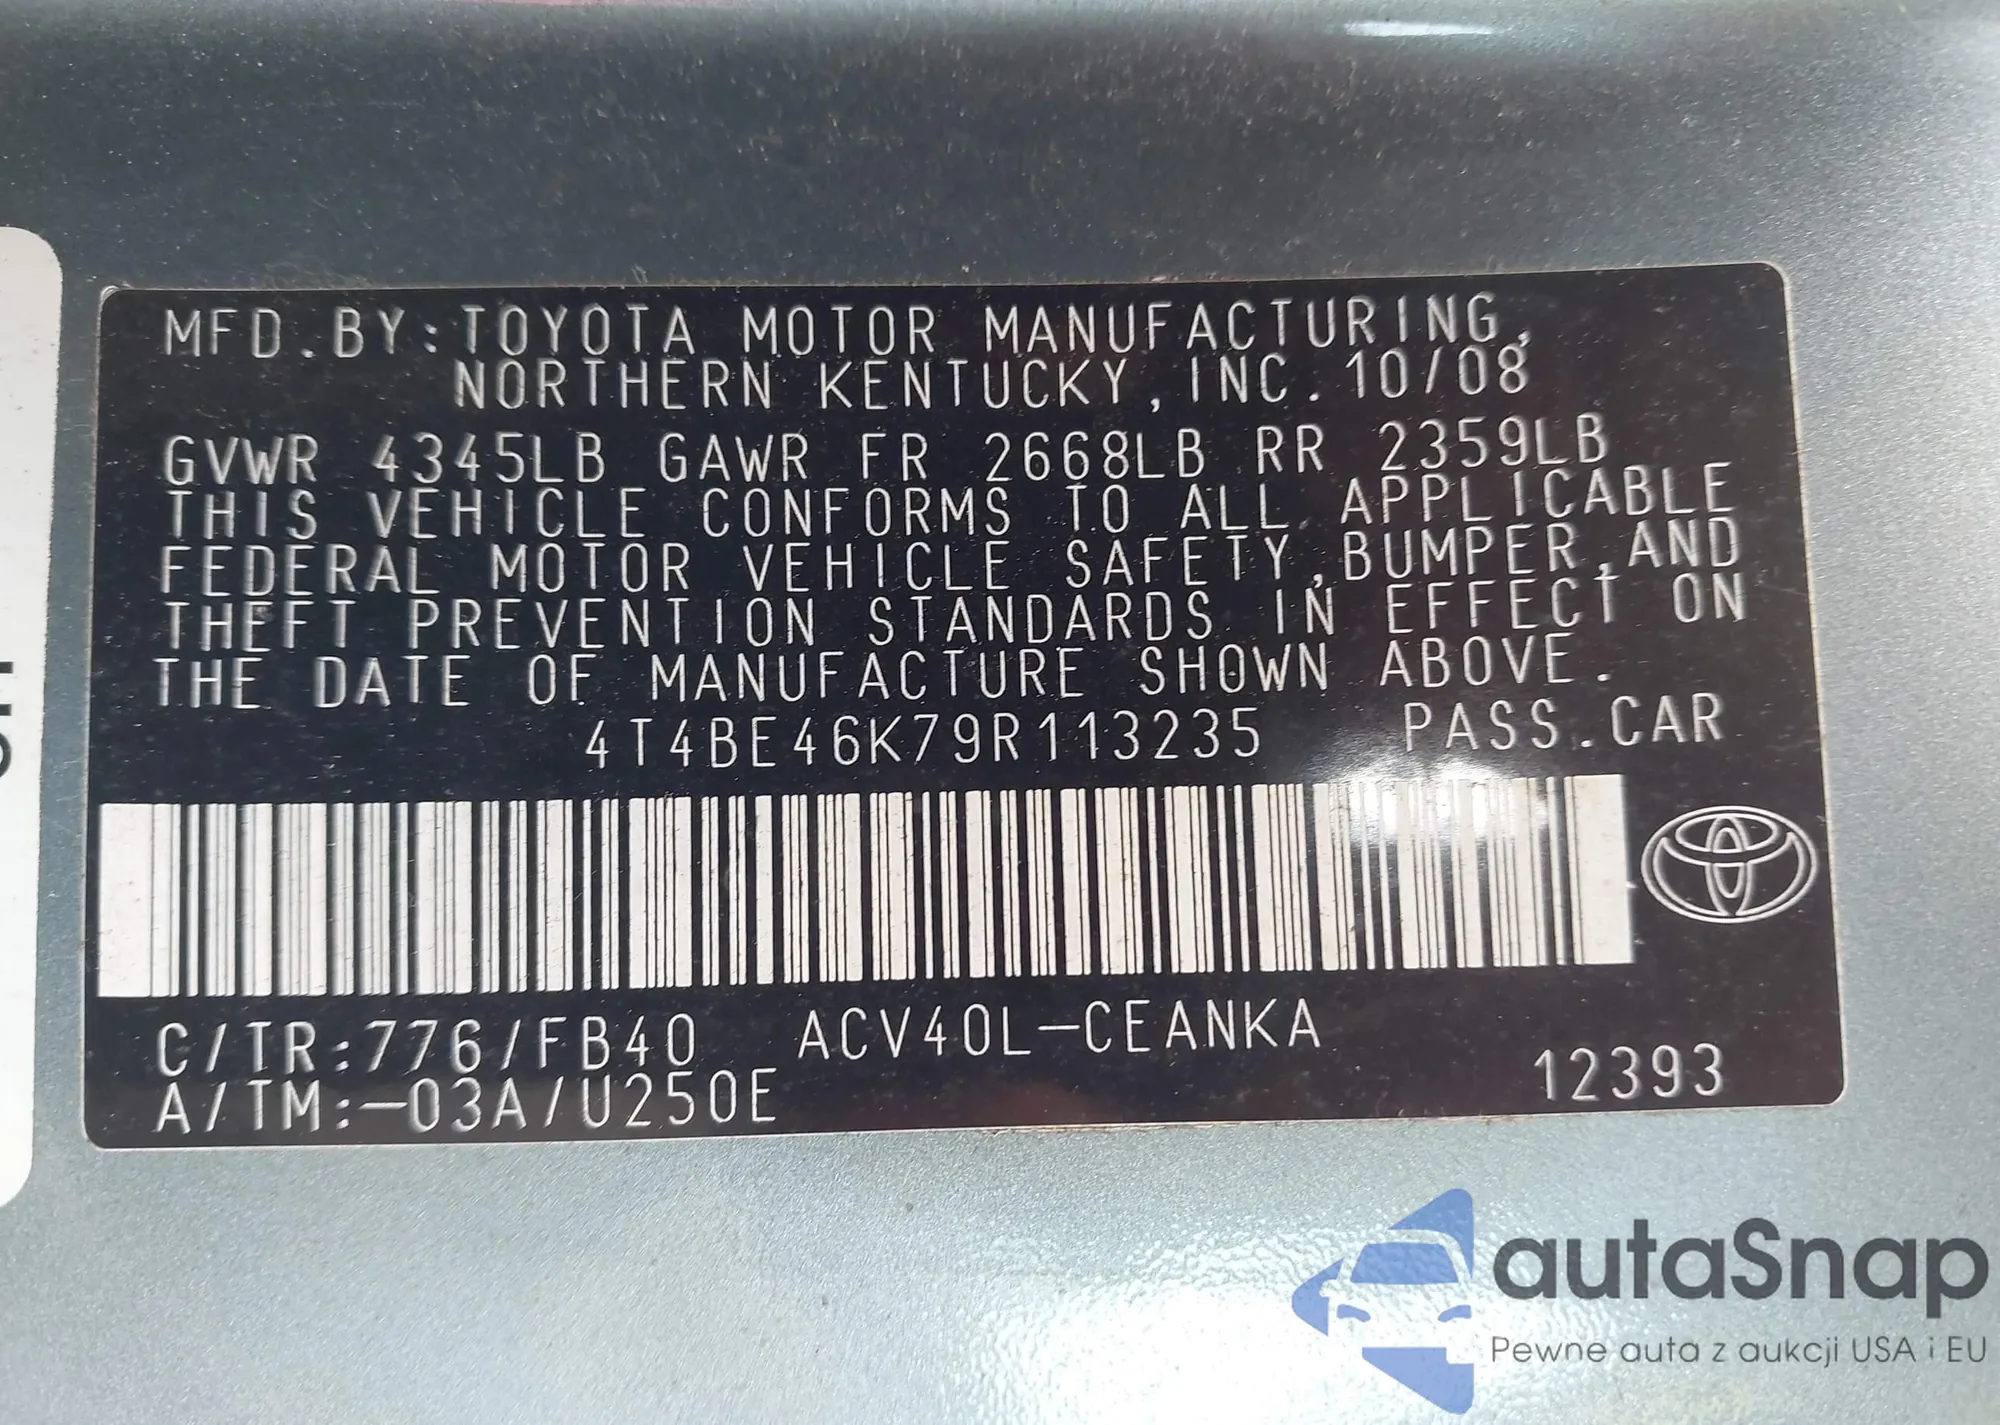 MFD.BY:TOYOTA MOTOR MANUFACTURING,
NORTHERN KENTUCKY, INC. 10/08
GVWR 4345LB GAWR FR 2668LB RR 2359LB
THIS VEHICLE CONFORMS TO ALL APPLICABLE
FEDERAL MOTOR VEHICLE SAFETY,BUMPER,AND
THEFT PREVENTION STANDARDS IN EFFECT ON
THE DATE OF MANUFACTURE SHOWN ABOVE.
4T4BE46K79R113235 PASS.CAR
C/TR:776/FB40 ACV40L-CEANKA
A/TM:-03A/U250E 12393
autaSnap
Pewne auta z aukcji USA i EU